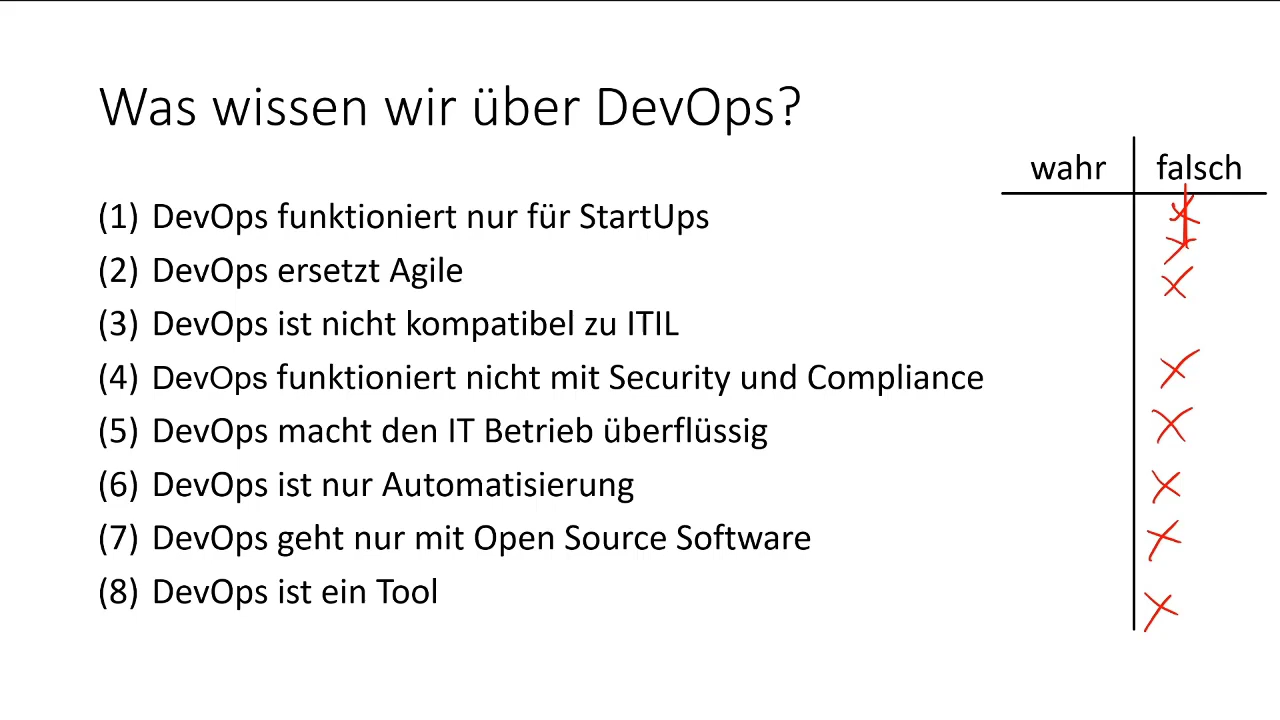 Was wissen wir über DevOps?
wahr falsch
(1) DevOps funktioniert nur für StartUps
(2) DevOps ersetzt Agile
(3) DevOps ist nicht kompatibel zu ITIL
(4) DevOps funktioniert nicht mit Security und Compliance
(5) DevOps macht den IT Betrieb überflüssig
(6) DevOps ist nur Automatisierung
(7) DevOps geht nur mit Open Source Software
(8) DevOps ist ein Tool